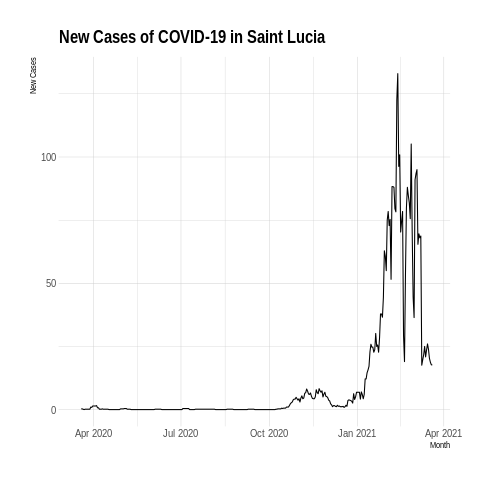 New Cases of COVID-19 in Saint Lucia
New Cases
100
50
0
Apr 2020 Jul 2020 Oct 2020 Jan 2021 Apr 2021
Month